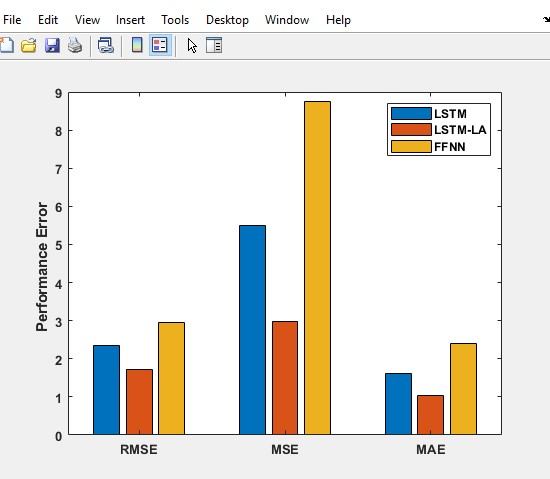 File Edit View Insert Tools Desktop Window Help
9
8
7
6
5
4
3
2
1
0
Performance Error
LSTM
LSTM-LA
FFNN
RMSE MSE MAE